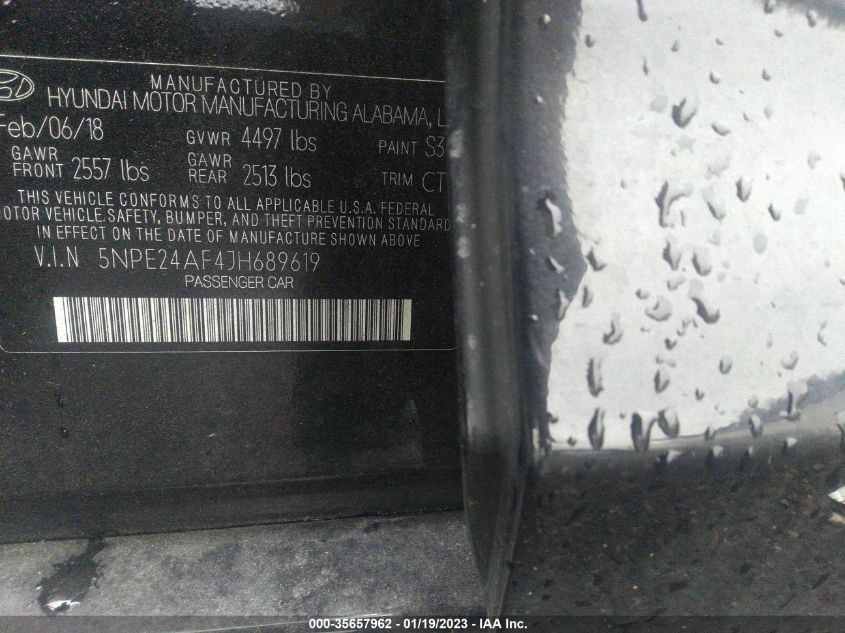 MANUFACTURED BY
HYUNDAI MOTOR MANUFACTURING ALABAMA,
Feb/06/18 GVWR 4497 lbs PAINT S3
GAWR FRONT 2557 lbs GAWR REAR 2513 lbs TRIM CT
THIS VEHICLE CONFORMS TO ALL APPLICABLE U.S.A. FEDERAL
OTOR VEHICLE SAFETY, BUMPER, AND THEFT PREVENTION STANDARD
IN EFFECT ON THE DATE OF MANUFACTURE SHOWN ABOVE
V.I.N 5NPE24AF4JH689619
PASSENGER CAR
000-35657962 - 01/19/2023 - IAA Inc.